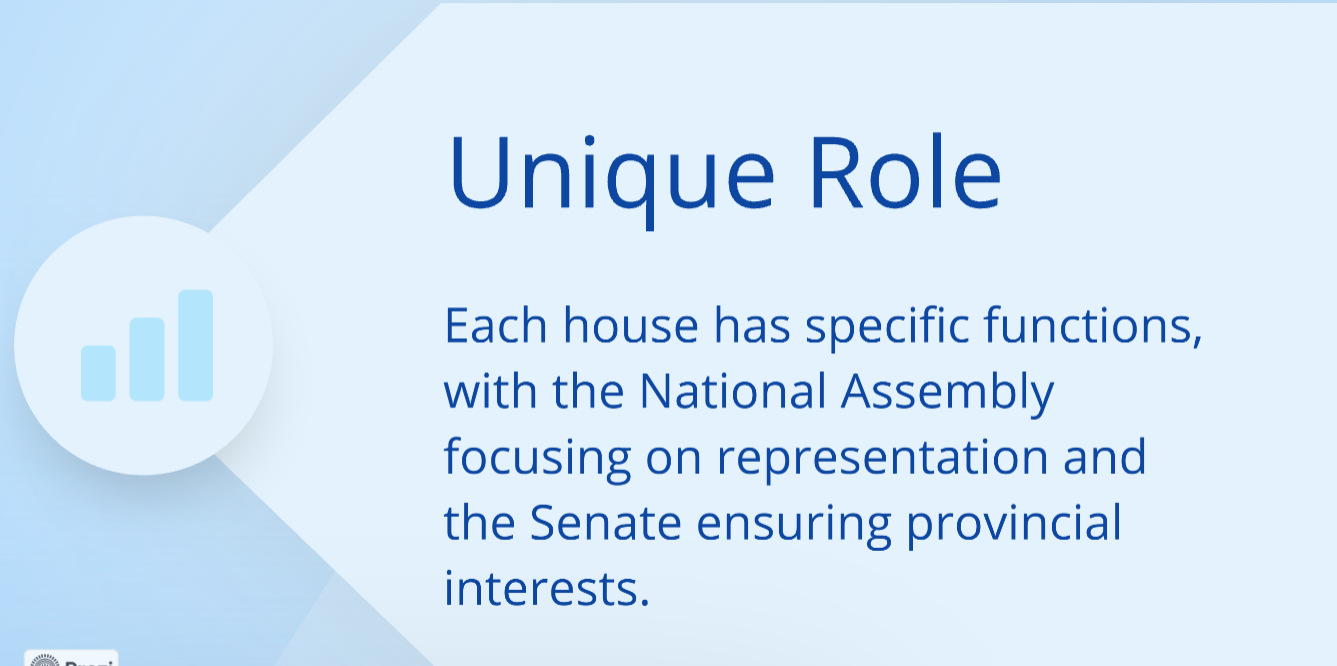 Unique Role
Each house has specific functions,
with the National Assembly
focusing on representation and
the Senate ensuring provincial
interests.
Prezi